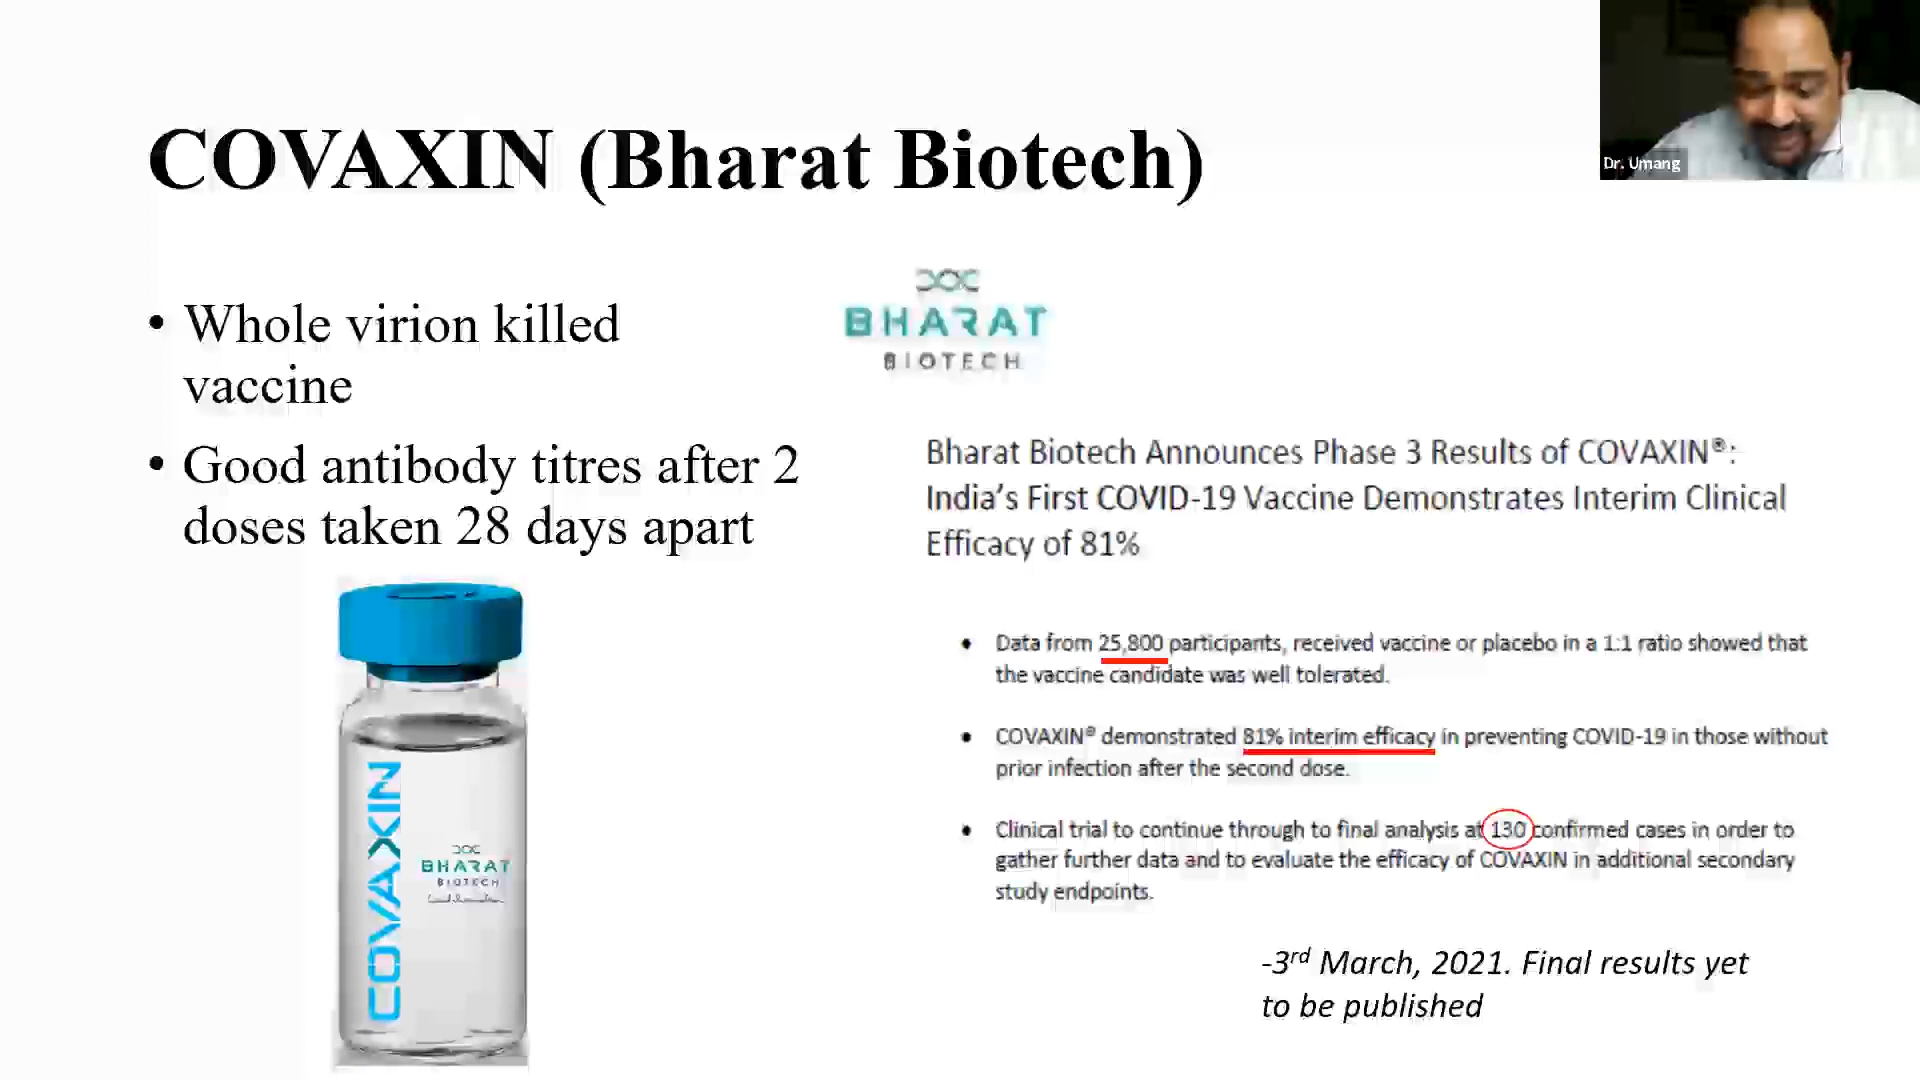 COVAXIN (Bharat Biotech)
Dr. Umang
• Whole virion killed
vaccine
• Good antibody titres after 2
doses taken 28 days apart
BHARAT
BIOTECH
Bharat Biotech Announces Phase 3 Results of COVAXIN®:
India's First COVID-19 Vaccine Demonstrates Interim Clinical
Efficacy of 81%
• Data from 25,800 participants, received vaccine or placebo in a 1:1 ratio showed that
the vaccine candidate was well tolerated.
• COVAXIN® demonstrated 81% interim efficacy in preventing COVID-19 in those without
prior infection after the second dose.
• Clinical trial to continue through to final analysis at 130 confirmed cases in order to
gather further data and to evaluate the efficacy of COVAXIN in additional secondary
study endpoints.
-3rd March, 2021. Final results yet
to be published
COVAXIN
BHARAT
BIOTECH